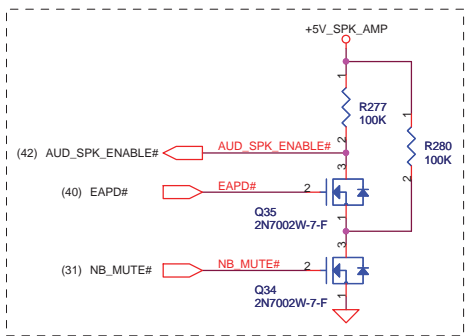 +5V_SPK_AMP
1
R277
100K
2
1
R280
100K
2
(42) AUD_SPK_ENABLE#
AUD_SPK_ENABLE#
3
(40) EAPD#
EAPD#
2
Q35
2N7002W-7-F
1
3
(31) NB_MUTE#
NB_MUTE#
2
Q34
2N7002W-7-F
1